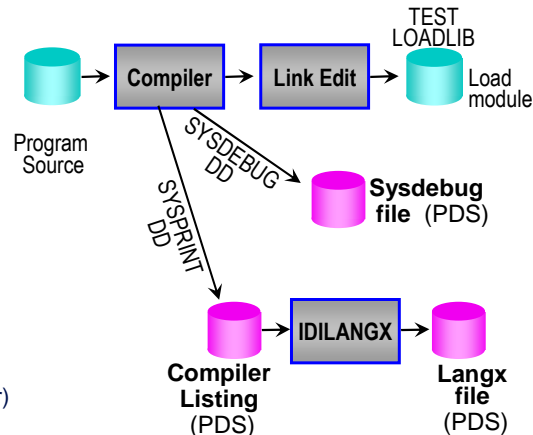 TEST
LOADLIB
Compiler
Link Edit
Load
module
Program
Source
SYSDEBUG
DD
SYSPRINT
DD
Sysdebug
file (PDS)
IDILANGX
Compiler
Listing
(PDS)
Langx
file
(PDS)